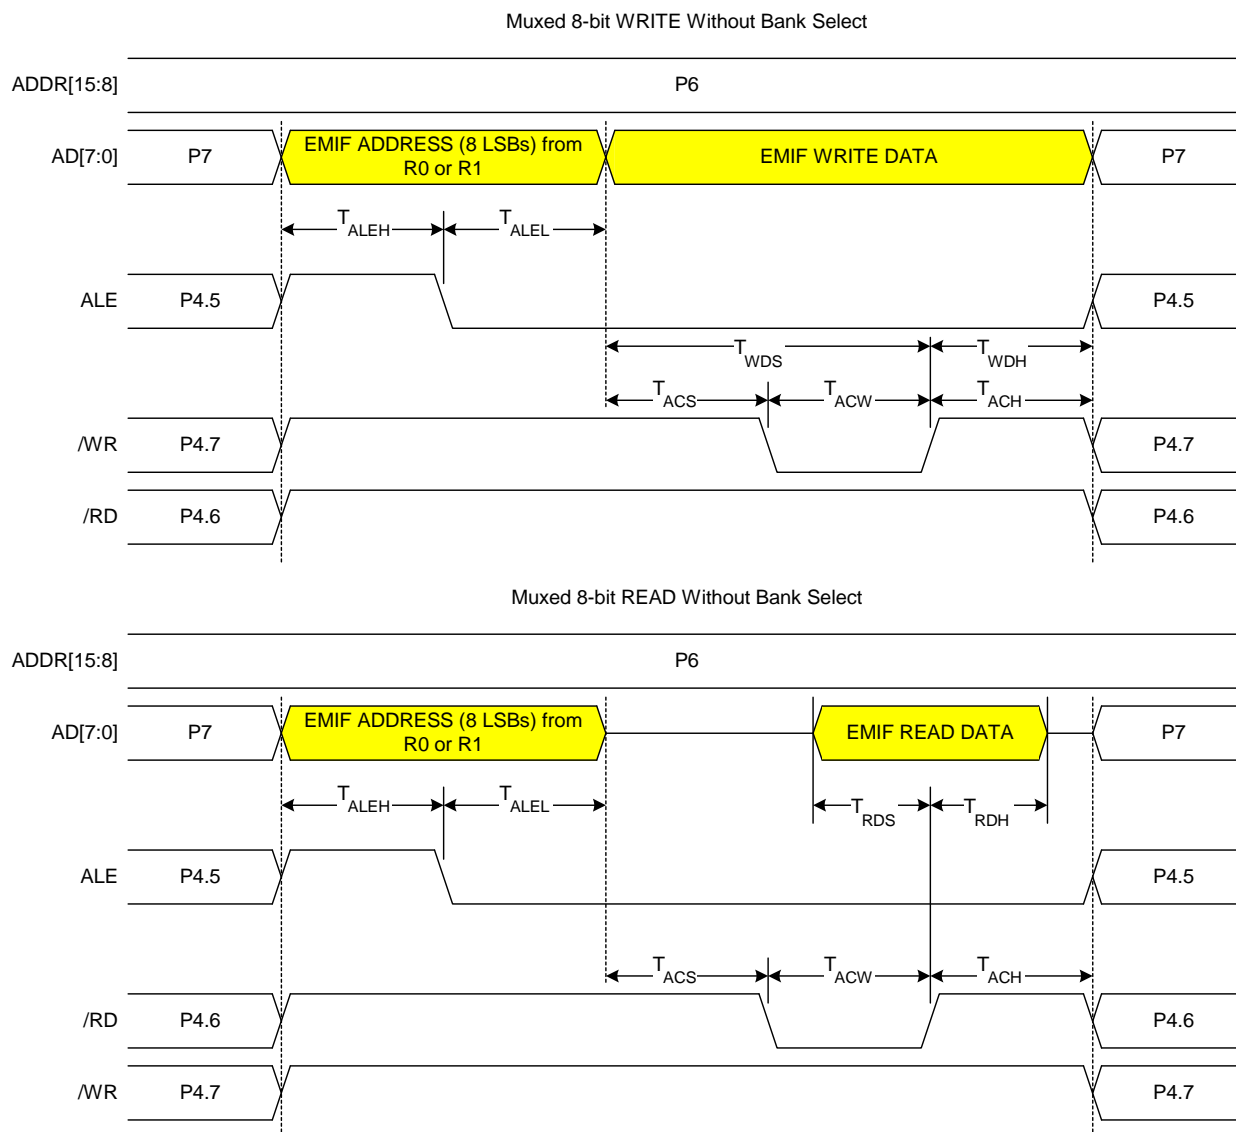 Muxed 8-bit WRITE Without Bank Select
ADDR[15:8] P6
AD[7:0] P7 EMIF ADDRESS (8 LSBs) from R0 or R1 EMIF WRITE DATA P7
TALEH TALEL
ALE P4.5 P4.5
TWDS TWDH
TACS TACW TACH
/WR P4.7 P4.7
/RD P4.6 P4.6
Muxed 8-bit READ Without Bank Select
ADDR[15:8] P6
AD[7:0] P7 EMIF ADDRESS (8 LSBs) from R0 or R1 EMIF READ DATA P7
TALEH TALEL TRDS TRDH
ALE P4.5 P4.5
TACS TACW TACH
/RD P4.6 P4.6
/WR P4.7 P4.7